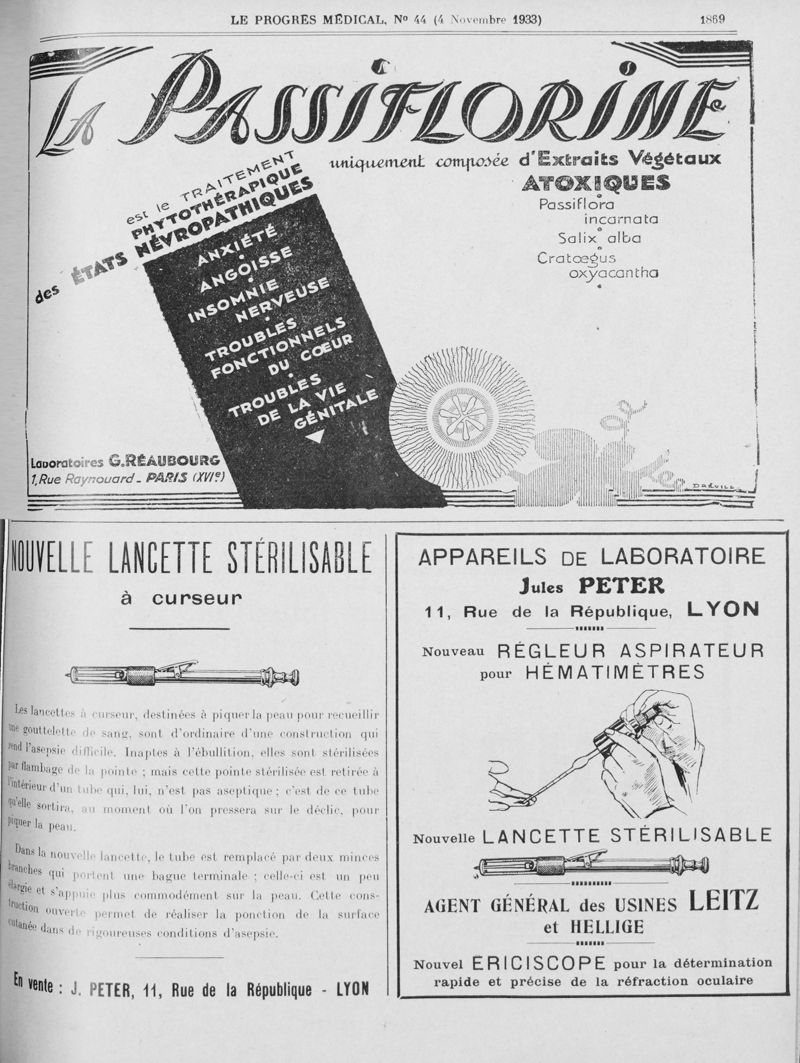 LE PROGRÈS MÉDICAL, No 44 (4 Novembre 1933)
1869
LA PASSIFLORINE
uniquement composée d'Extraits Végétaux
ATOXIQUES
Passiflora
incarnata
Salix alba
Cratœgus
oxyacantha
est le TRAITEMENT
PHYTOTHÉRAPIQUE
des ÉTATS NÉVROPATHIQUES
ANXIÉTÉ
ANGOISSE
INSOMNIE
NERVEUSE
TROUBLES
FONCTIONNELS
DU CŒUR
TROUBLES
DE LA VIE
GÉNITALE
Laboratoires G.RÉAUBOURG
1, Rue Raynouard - PARIS (XVIe)
NOUVELLE LANCETTE STÉRILISABLE
à curseur
Les lancettes à curseur, destinées à piquer la peau pour recueillir
une gouttelette de sang, sont d'ordinaire d'une construction qui
rend l'asepsie difficile. Inaptes à l'ébullition, elles sont stérilisées
par flambage de la pointe ; mais cette pointe stérilisée est retirée à
l'intérieur d'un tube qui, lui, n'est pas aseptique ; c'est de ce tube
qu'elle sortira, au moment où l'on pressera sur le déclic, pour
piquer la peau.
Dans la nouvelle lancette, le tube est remplacé par deux minces
branches qui portent une bague terminale ; celle-ci est un peu
élargie et s'appuie plus commodément sur la peau. Cette cons-
truction ouverte permet de réaliser la ponction de la surface
cutanée dans de rigoureuses conditions d'asepsie.
En vente : J. PETER, 11, Rue de la République - LYON
APPAREILS DE LABORATOIRE
Jules PETER
11, Rue de la République, LYON
Nouveau RÉGLEUR ASPIRATEUR
pour HÉMATIMÈTRES
Nouvelle LANCETTE STÉRILISABLE
AGENT GÉNÉRAL des USINES LEITZ
et HELLIGE
Nouvel ERICISCOPE pour la détermination
rapide et précise de la réfraction oculaire